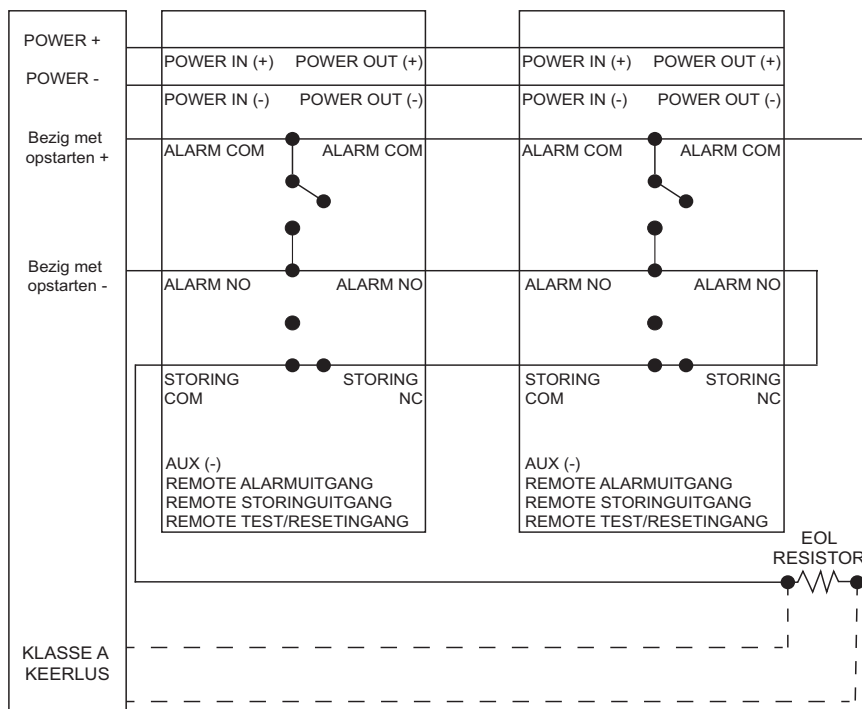 POWER +
POWER -
Bezig met
opstarten +
Bezig met
opstarten -
KLASSE A
KEERLUS
POWER IN (+) POWER OUT (+)
POWER IN (-) POWER OUT (-)
ALARM COM ALARM COM
ALARM NO ALARM NO
STORING STORING
COM NC
AUX (-)
REMOTE ALARMUITGANG
REMOTE STORINGUITGANG
REMOTE TEST/RESETINGANG
POWER IN (+) POWER OUT (+)
POWER IN (-) POWER OUT (-)
ALARM COM ALARM COM
ALARM NO ALARM NO
STORING STORING
COM NC
AUX (-)
REMOTE ALARMUITGANG
REMOTE STORINGUITGANG
REMOTE TEST/RESETINGANG
EOL
RESISTOR